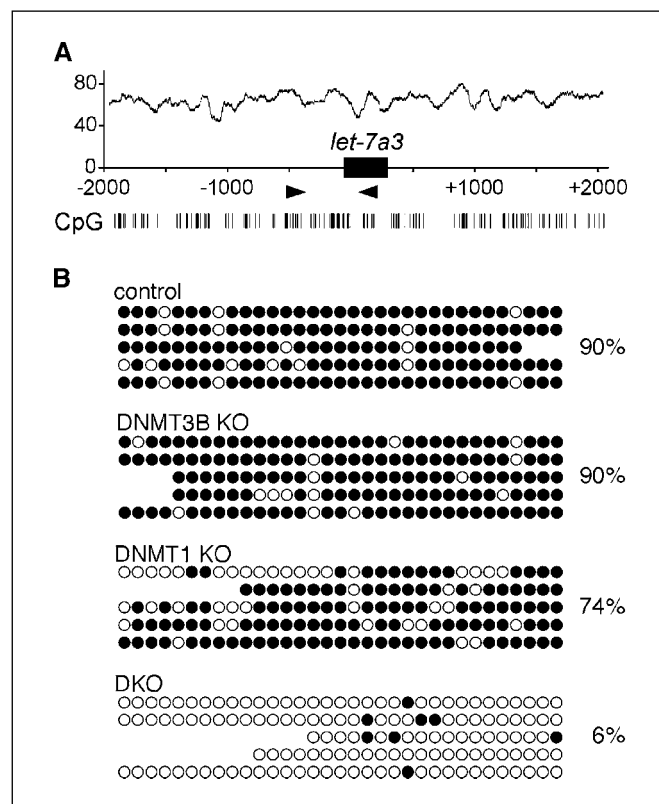 A
80
40
0
let-7a3
-2000 -1000 +1000 +2000
CpG
B
control
90%
DNMT3B KO
90%
DNMT1 KO
74%
DKO
6%